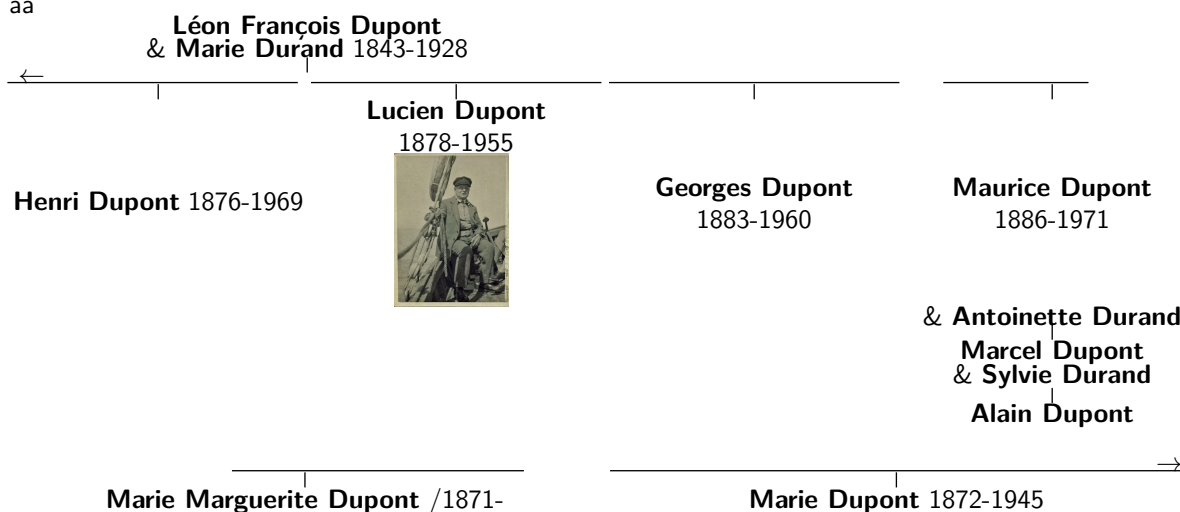 aa
Léon François Dupont
& Marie Durand 1843-1928
←
Lucien Dupont
1878-1955
Henri Dupont 1876-1969
Georges Dupont
1883-1960
Maurice Dupont
1886-1971
& Antoinette Durand
Marcel Dupont
& Sylvie Durand
Alain Dupont
→
Marie Marguerite Dupont /1871-
Marie Dupont 1872-1945